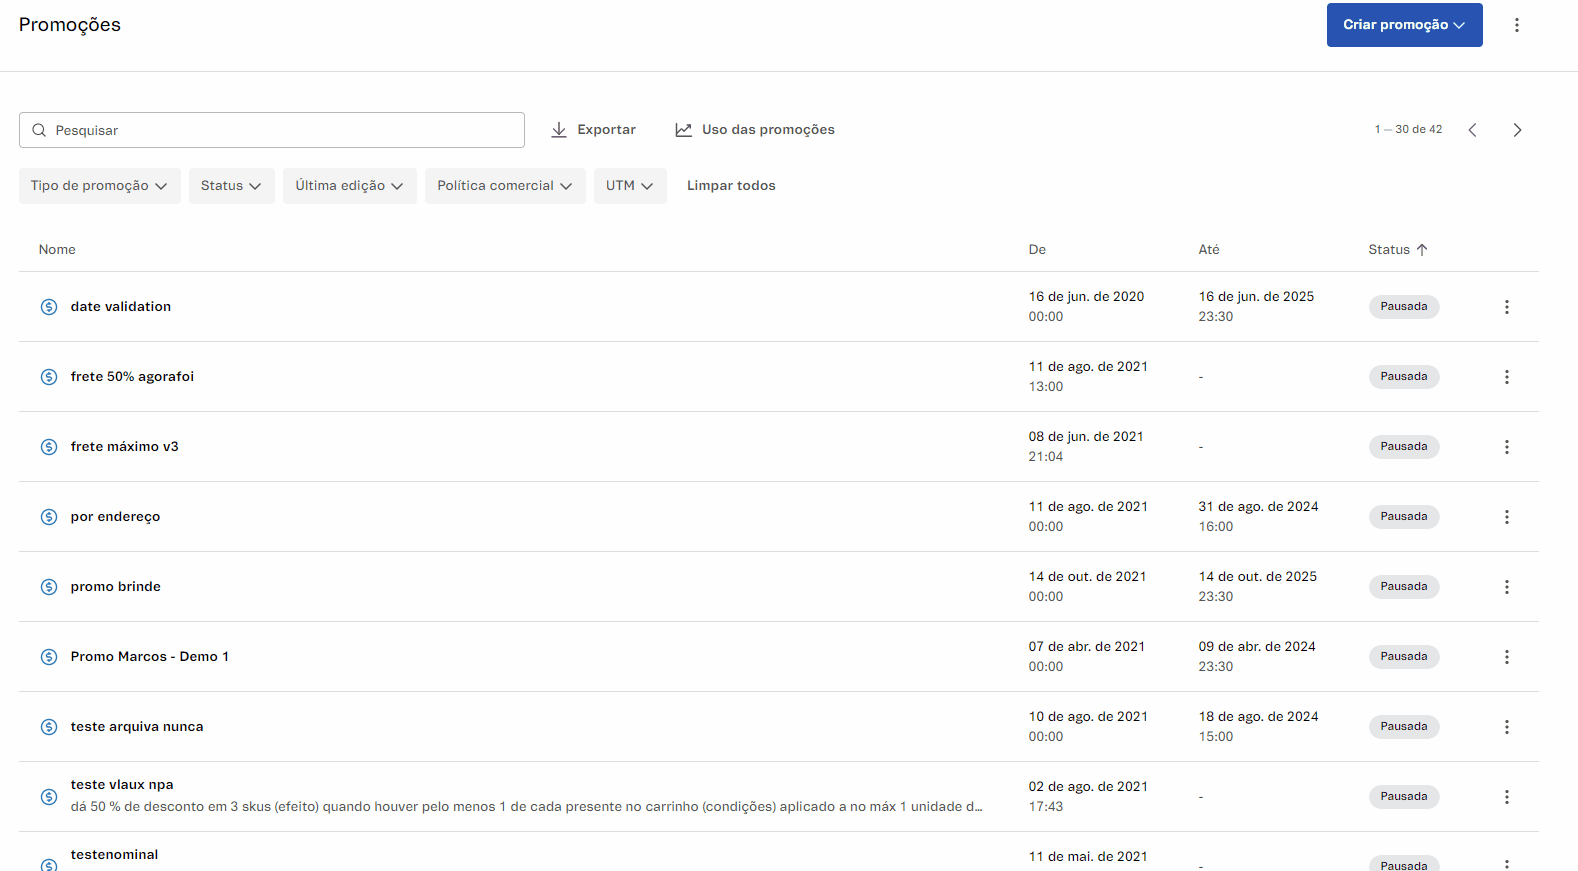 Promoções
Criar promoção
Pesquisar
Exportar
Uso das promoções
1 — 30 de 42
Tipo de promoção
Status
Última edição
Política comercial
UTM
Limpar todos
Nome
De
Até
Status
date validation
16 de jun. de 2020
00:00
16 de jun. de 2025
23:30
Pausada
frete 50% agorafoi
11 de ago. de 2021
13:00
-
Pausada
frete máximo v3
08 de jun. de 2021
21:04
-
Pausada
por endereço
11 de ago. de 2021
00:00
31 de ago. de 2024
16:00
Pausada
promo brinde
14 de out. de 2021
00:00
14 de out. de 2025
23:30
Pausada
Promo Marcos - Demo 1
07 de abr. de 2021
00:00
09 de abr. de 2024
23:30
Pausada
teste arquiva nunca
10 de ago. de 2021
00:00
18 de ago. de 2024
15:00
Pausada
teste vlaux npa
dá 50 % de desconto em 3 skus (efeito) quando houver pelo menos 1 de cada presente no carrinho (condições) aplicado a no máx 1 unidade d...
02 de ago. de 2021
17:43
-
Pausada
testenominal
11 de mai. de 2021
-
Pausada